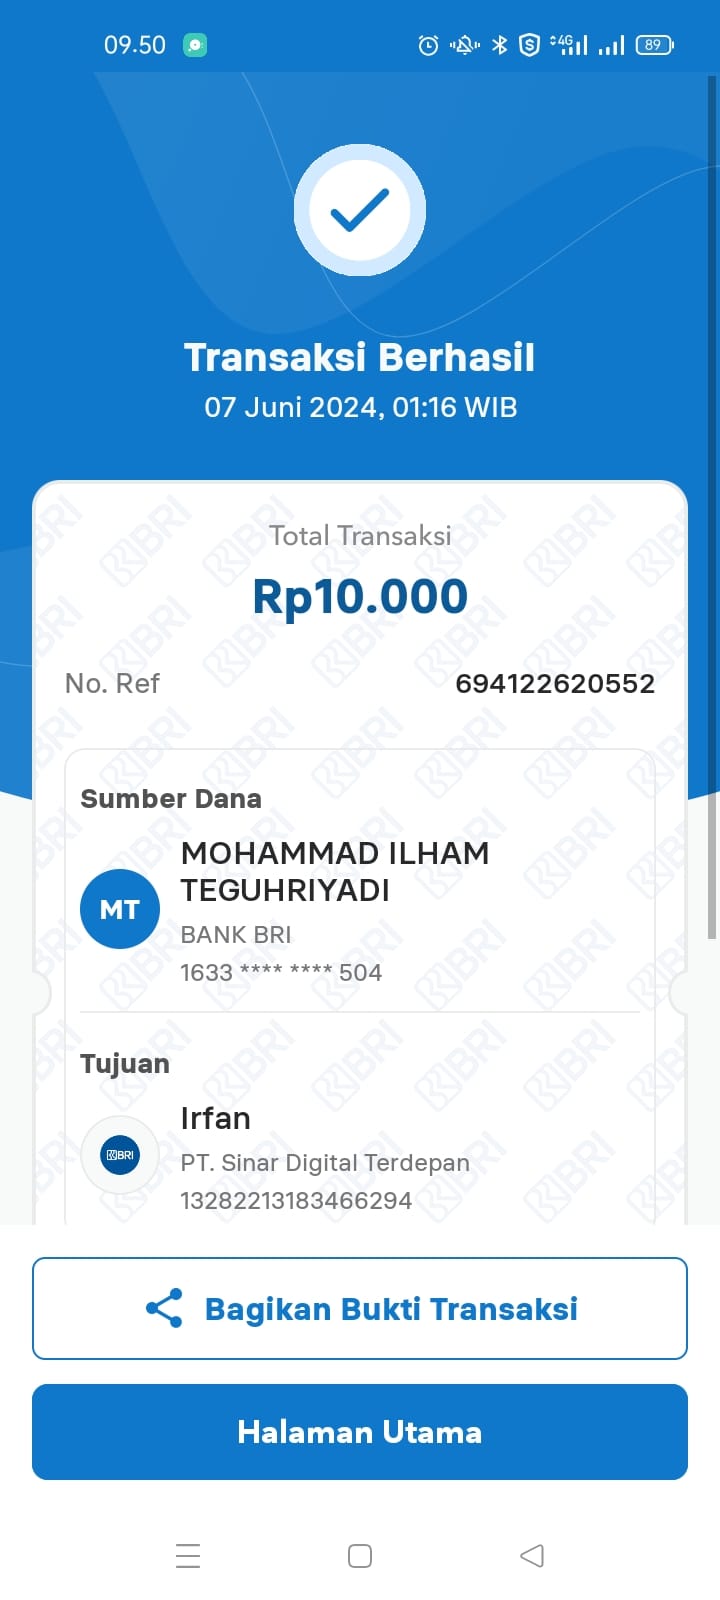 09.50
4G
89
Transaksi Berhasil
07 Juni 2024, 01:16 WIB
Total Transaksi
Rp10.000
No. Ref 694122620552
Sumber Dana
MT
MOHAMMAD ILHAM
TEGUHRIYADI
BANK BRI
1633 **** **** 504
Tujuan
BRI
Irfan
PT. Sinar Digital Terdepan
13282213183466294
Bagikan Bukti Transaksi
Halaman Utama